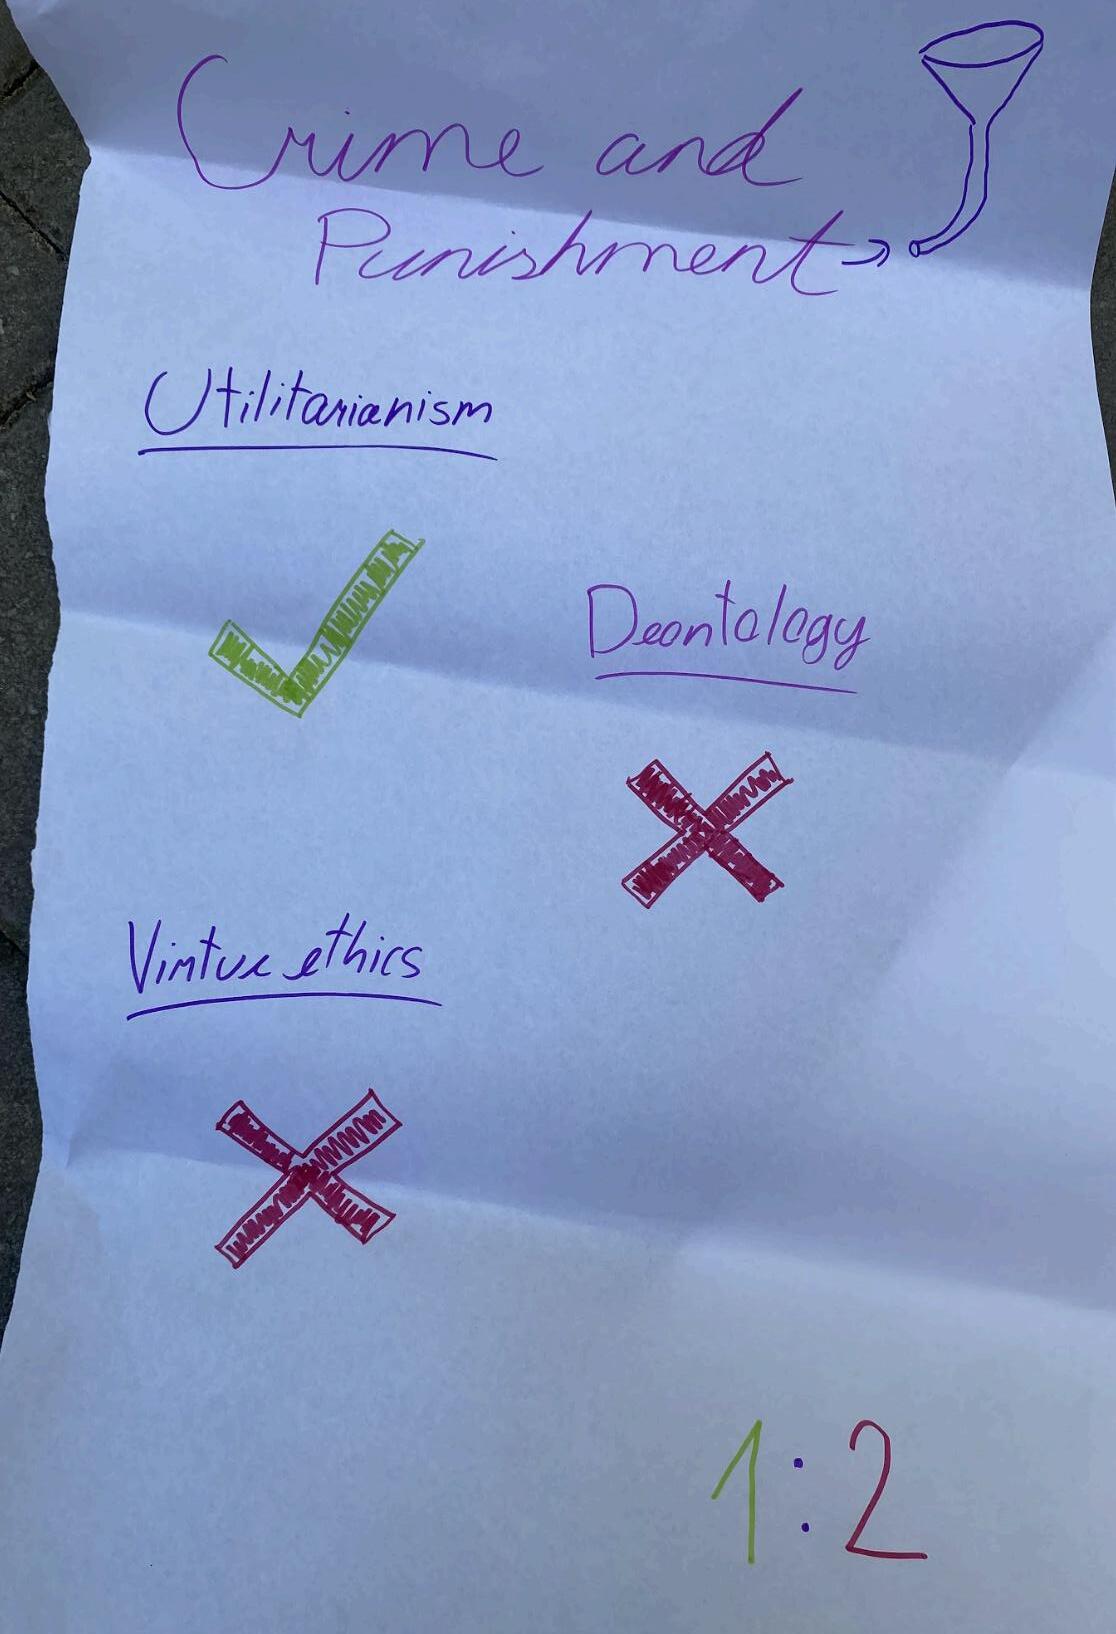 Crime and
Punishment →
Utilitarianism
Deontology
Virtue ethics
1:2